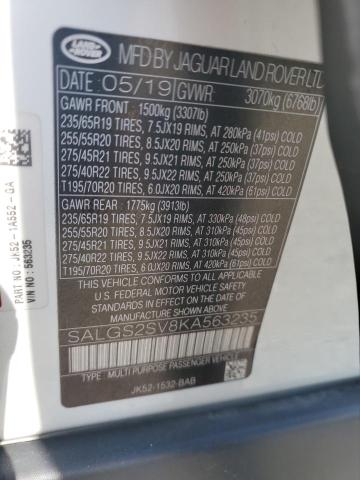 LAND ROVER
MFD BY JAGUAR LAND ROVER LTD
DATE: 05/19 GVWR: 3070kg (6768lb)
GAWR FRONT: 1500kg (3307lb)
235/65R19 TIRES, 7.5JX19 RIMS, AT 280kPa (41psi) COLD
255/55R20 TIRES, 8.5JX20 RIMS, AT 250kPa (37psi) COLD
275/45R21 TIRES, 9.5JX21 RIMS, AT 250kPa (37psi) COLD
275/40R22 TIRES, 9.5JX22 RIMS, AT 250kPa (37psi) COLD
T195/70R20 TIRES, 6.0JX20 RIMS, AT 420kPa (61psi) COLD
GAWR REAR: 1775kg (3913lb)
235/65R19 TIRES, 7.5JX19 RIMS, AT 330kPa (48psi) COLD
255/55R20 TIRES, 8.5JX20 RIMS, AT 310kPa (45psi) COLD
275/45R21 TIRES, 9.5JX21 RIMS, AT 310kPa (45psi) COLD
275/40R22 TIRES, 9.5JX22 RIMS, AT 310kPa (45psi) COLD
T195/70R20 TIRES, 6.0JX20 RIMS, AT 420kPa (61psi) COLD
THIS VEHICLE CONFORMS TO ALL APPLICABLE FEDERAL
MOTOR VEHICLE SAFETY STANDARDS IN EFFECT ON THE DATE OF
MANUFACTURE SHOWN ABOVE
SALGS2SV8KA563235
TYPE: MULTI PURPOSE PASSENGER VEHICLE
JK52-1532-BAB
JK52-1A552-GA
VIN: 563235